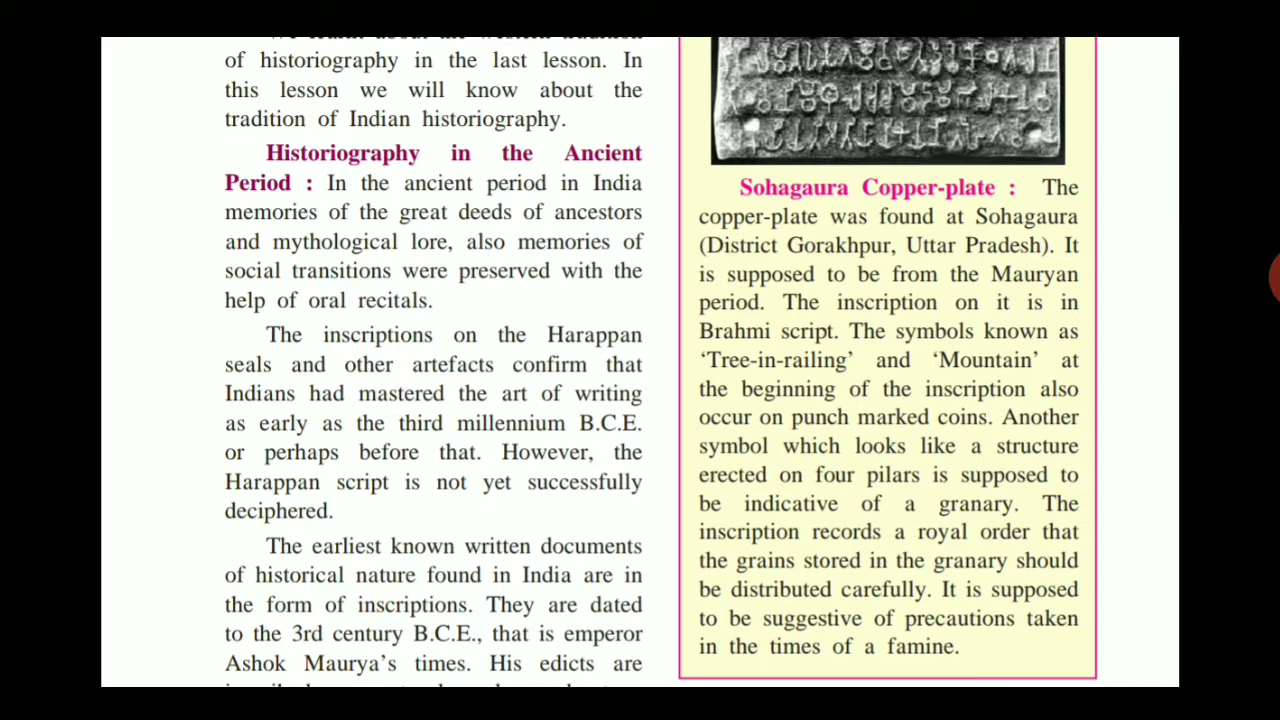 of historiography in the last lesson. In
this lesson we will know about the
tradition of Indian historiography.
Historiography in the Ancient
Period : In the ancient period in India
memories of the great deeds of ancestors
and mythological lore, also memories of
social transitions were preserved with the
help of oral recitals.
The inscriptions on the Harappan
seals and other artefacts confirm that
Indians had mastered the art of writing
as early as the third millennium B.C.E.
or perhaps before that. However, the
Harappan script is not yet successfully
deciphered.
The earliest known written documents
of historical nature found in India are in
the form of inscriptions. They are dated
to the 3rd century B.C.E., that is emperor
Ashok Maurya's times. His edicts are
Sohagaura Copper-plate : The
copper-plate was found at Sohagaura
(District Gorakhpur, Uttar Pradesh). It
is supposed to be from the Mauryan
period. The inscription on it is in
Brahmi script. The symbols known as
‘Tree-in-railing’ and ‘Mountain’ at
the beginning of the inscription also
occur on punch marked coins. Another
symbol which looks like a structure
erected on four pilars is supposed to
be indicative of a granary. The
inscription records a royal order that
the grains stored in the granary should
be distributed carefully. It is supposed
to be suggestive of precautions taken
in the times of a famine.